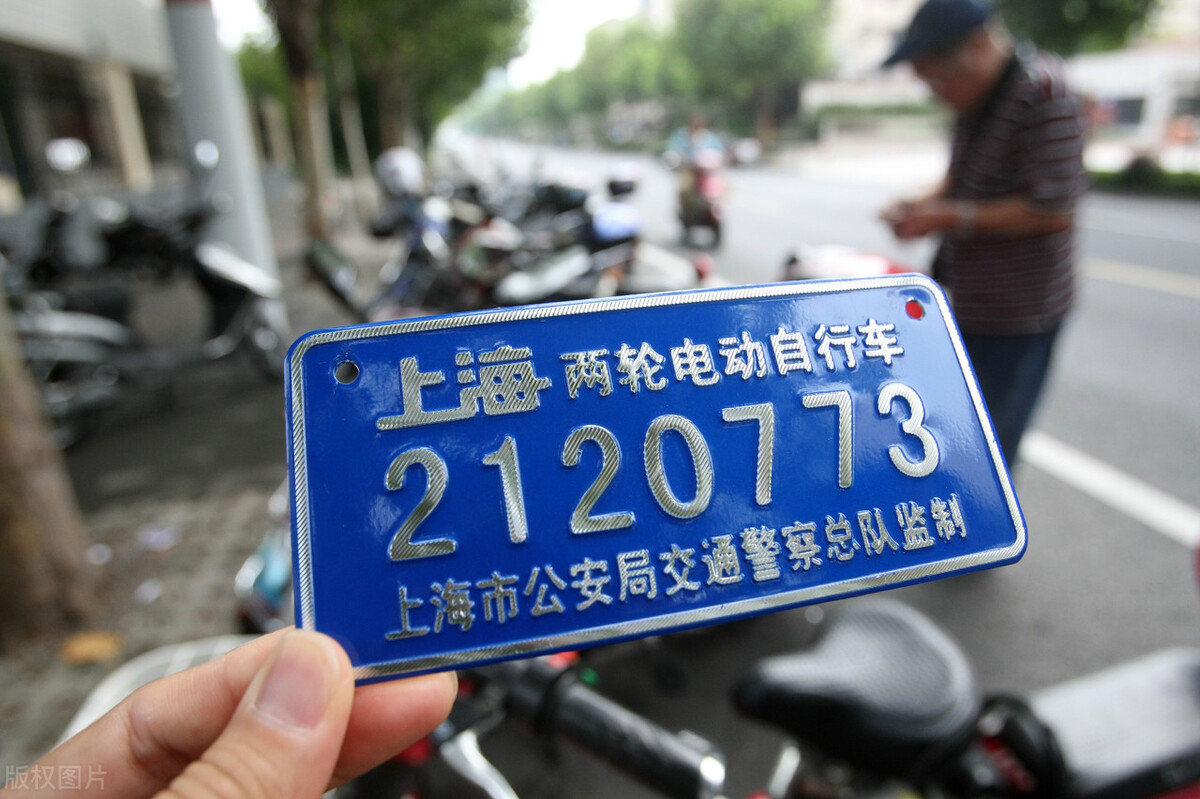 上海 两轮电动自行车
2120773
上海市公安局交通警察总队监制
版权图片